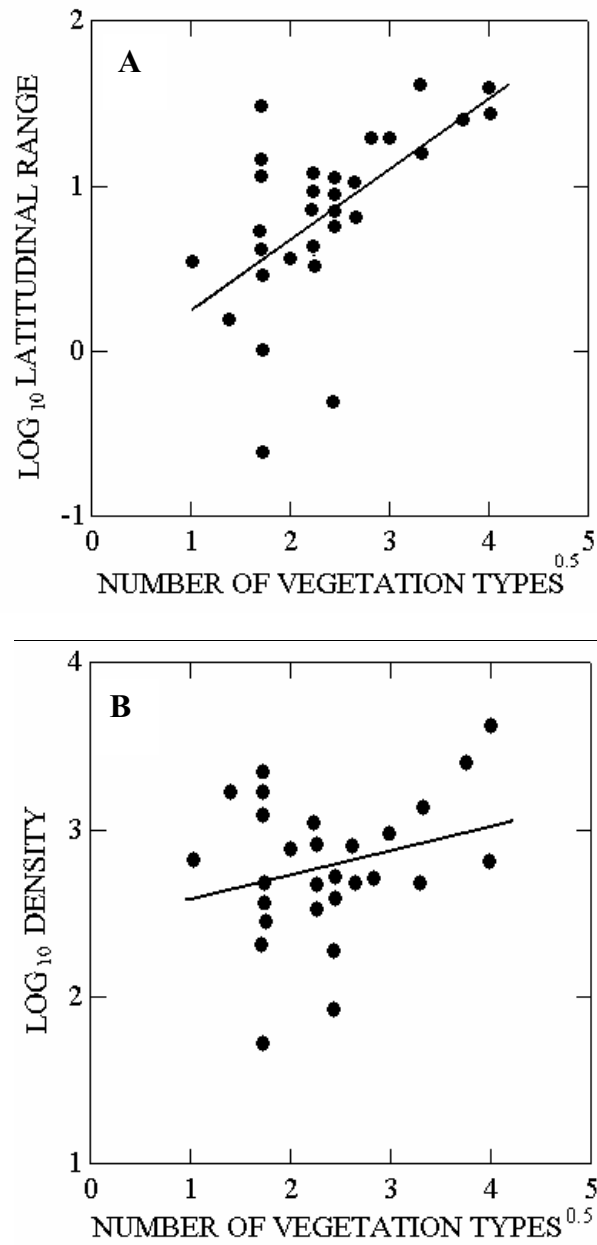 A
2
1
0
-1
LOG10 LATITUDINAL RANGE
0 1 2 3 4 5
NUMBER OF VEGETATION TYPES0.5
B
4
3
2
1
LOG10 DENSITY
0 1 2 3 4 5
NUMBER OF VEGETATION TYPES0.5